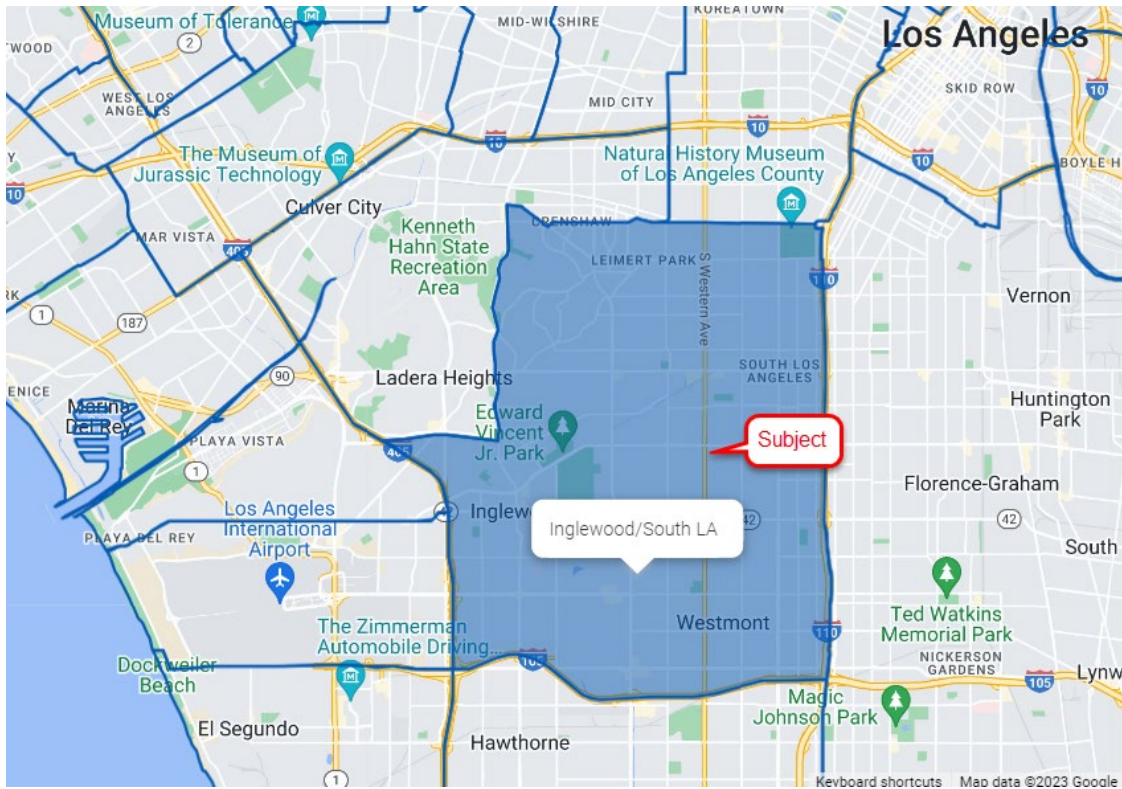 Museum of Tolerance
MID-WILSHIRE
KOREATOWN
TWOOD
2
Los Angeles
10
WEST LOS
ANGELES
MID CITY
SKID ROW
10
10
10
The Museum of
Jurassic Technology
Natural History Museum
of Los Angeles County
10
BOYLE H
10
Culver City
Kenneth
Hahn State
Recreation
Area
CRENSHAW
MAR VISTA
405
LEIMERT PARK
S Western Ave
110
RK
1
187
Vernon
90
Ladera Heights
SOUTH LOS
ANGELES
ENICE
Marina
Del Rey
PLAYA VISTA
Edward
Vincent
Jr. Park
Subject
Huntington
Park
405
1
Florence-Graham
Los Angeles
International
Airport
42
Inglew
Inglewood/South LA
42
42
PLAYA DEL REY
South
Westmont
110
Ted Watkins
Memorial Park
The Zimmerman
Automobile Driving...
105
NICKERSON
GARDENS
Dockweiler
Beach
Lynw
105
Magic
Johnson Park
El Segundo
Hawthorne
1
Keyboard shortcuts Map data ©2023 Google